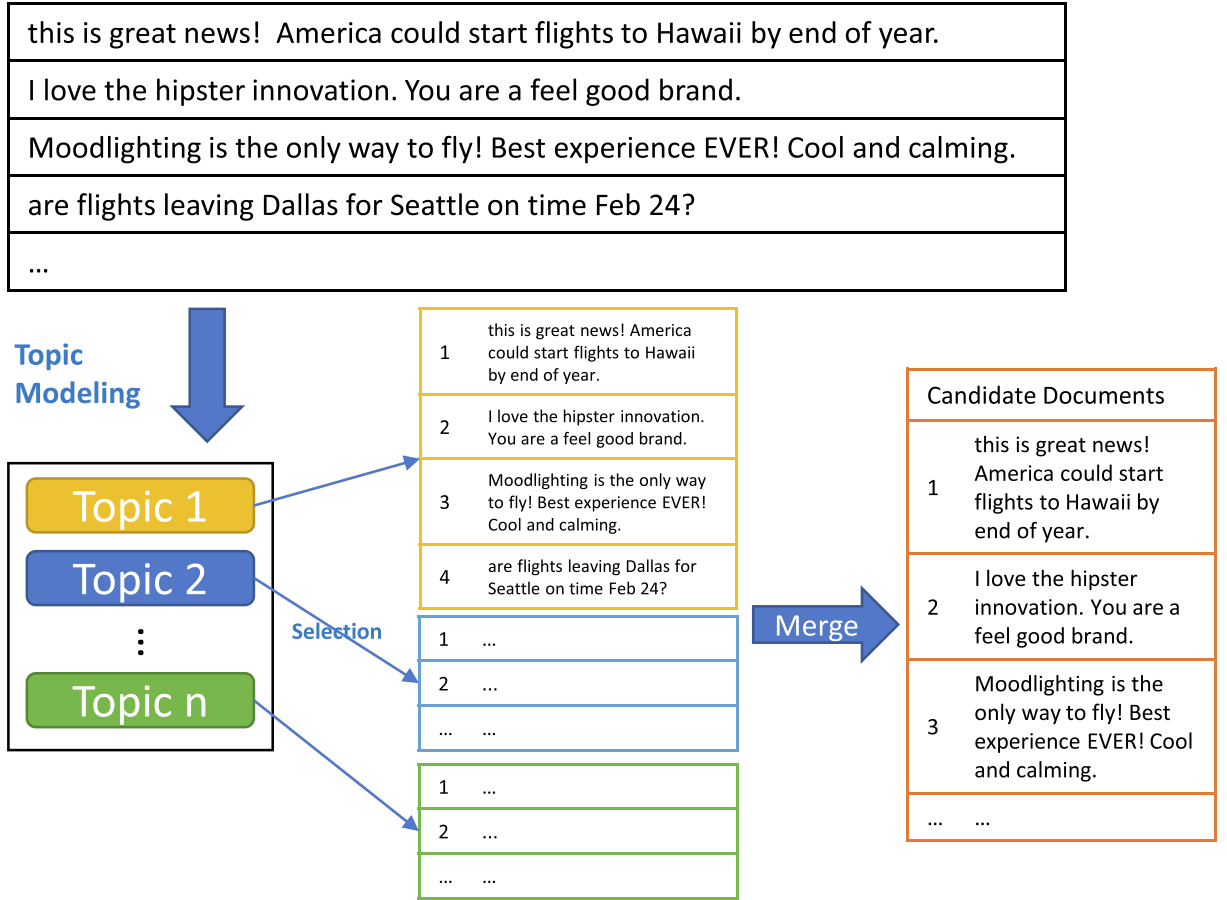 this is great news!  America could start flights to Hawaii by end of year.
I love the hipster innovation. You are a feel good brand.
Moodlighting is the only way to fly! Best experience EVER! Cool and calming.
are flights leaving Dallas for Seattle on time Feb 24?
...
Topic
Modeling
Topic 1
Topic 2
⋮
Topic n
Selection
1
this is great news! America
could start flights to Hawaii
by end of year.
2
I love the hipster innovation.
You are a feel good brand.
3
Moodlighting is the only way
to fly! Best experience EVER!
Cool and calming.
4
are flights leaving Dallas for
Seattle on time Feb 24?
1 ...
2 ...
... ...
1 ...
2 ...
... ...
Merge
Candidate Documents
1
this is great news!
America could start
flights to Hawaii by
end of year.
2
I love the hipster
innovation. You are a
feel good brand.
3
Moodlighting is the
only way to fly! Best
experience EVER! Cool
and calming.
... ...